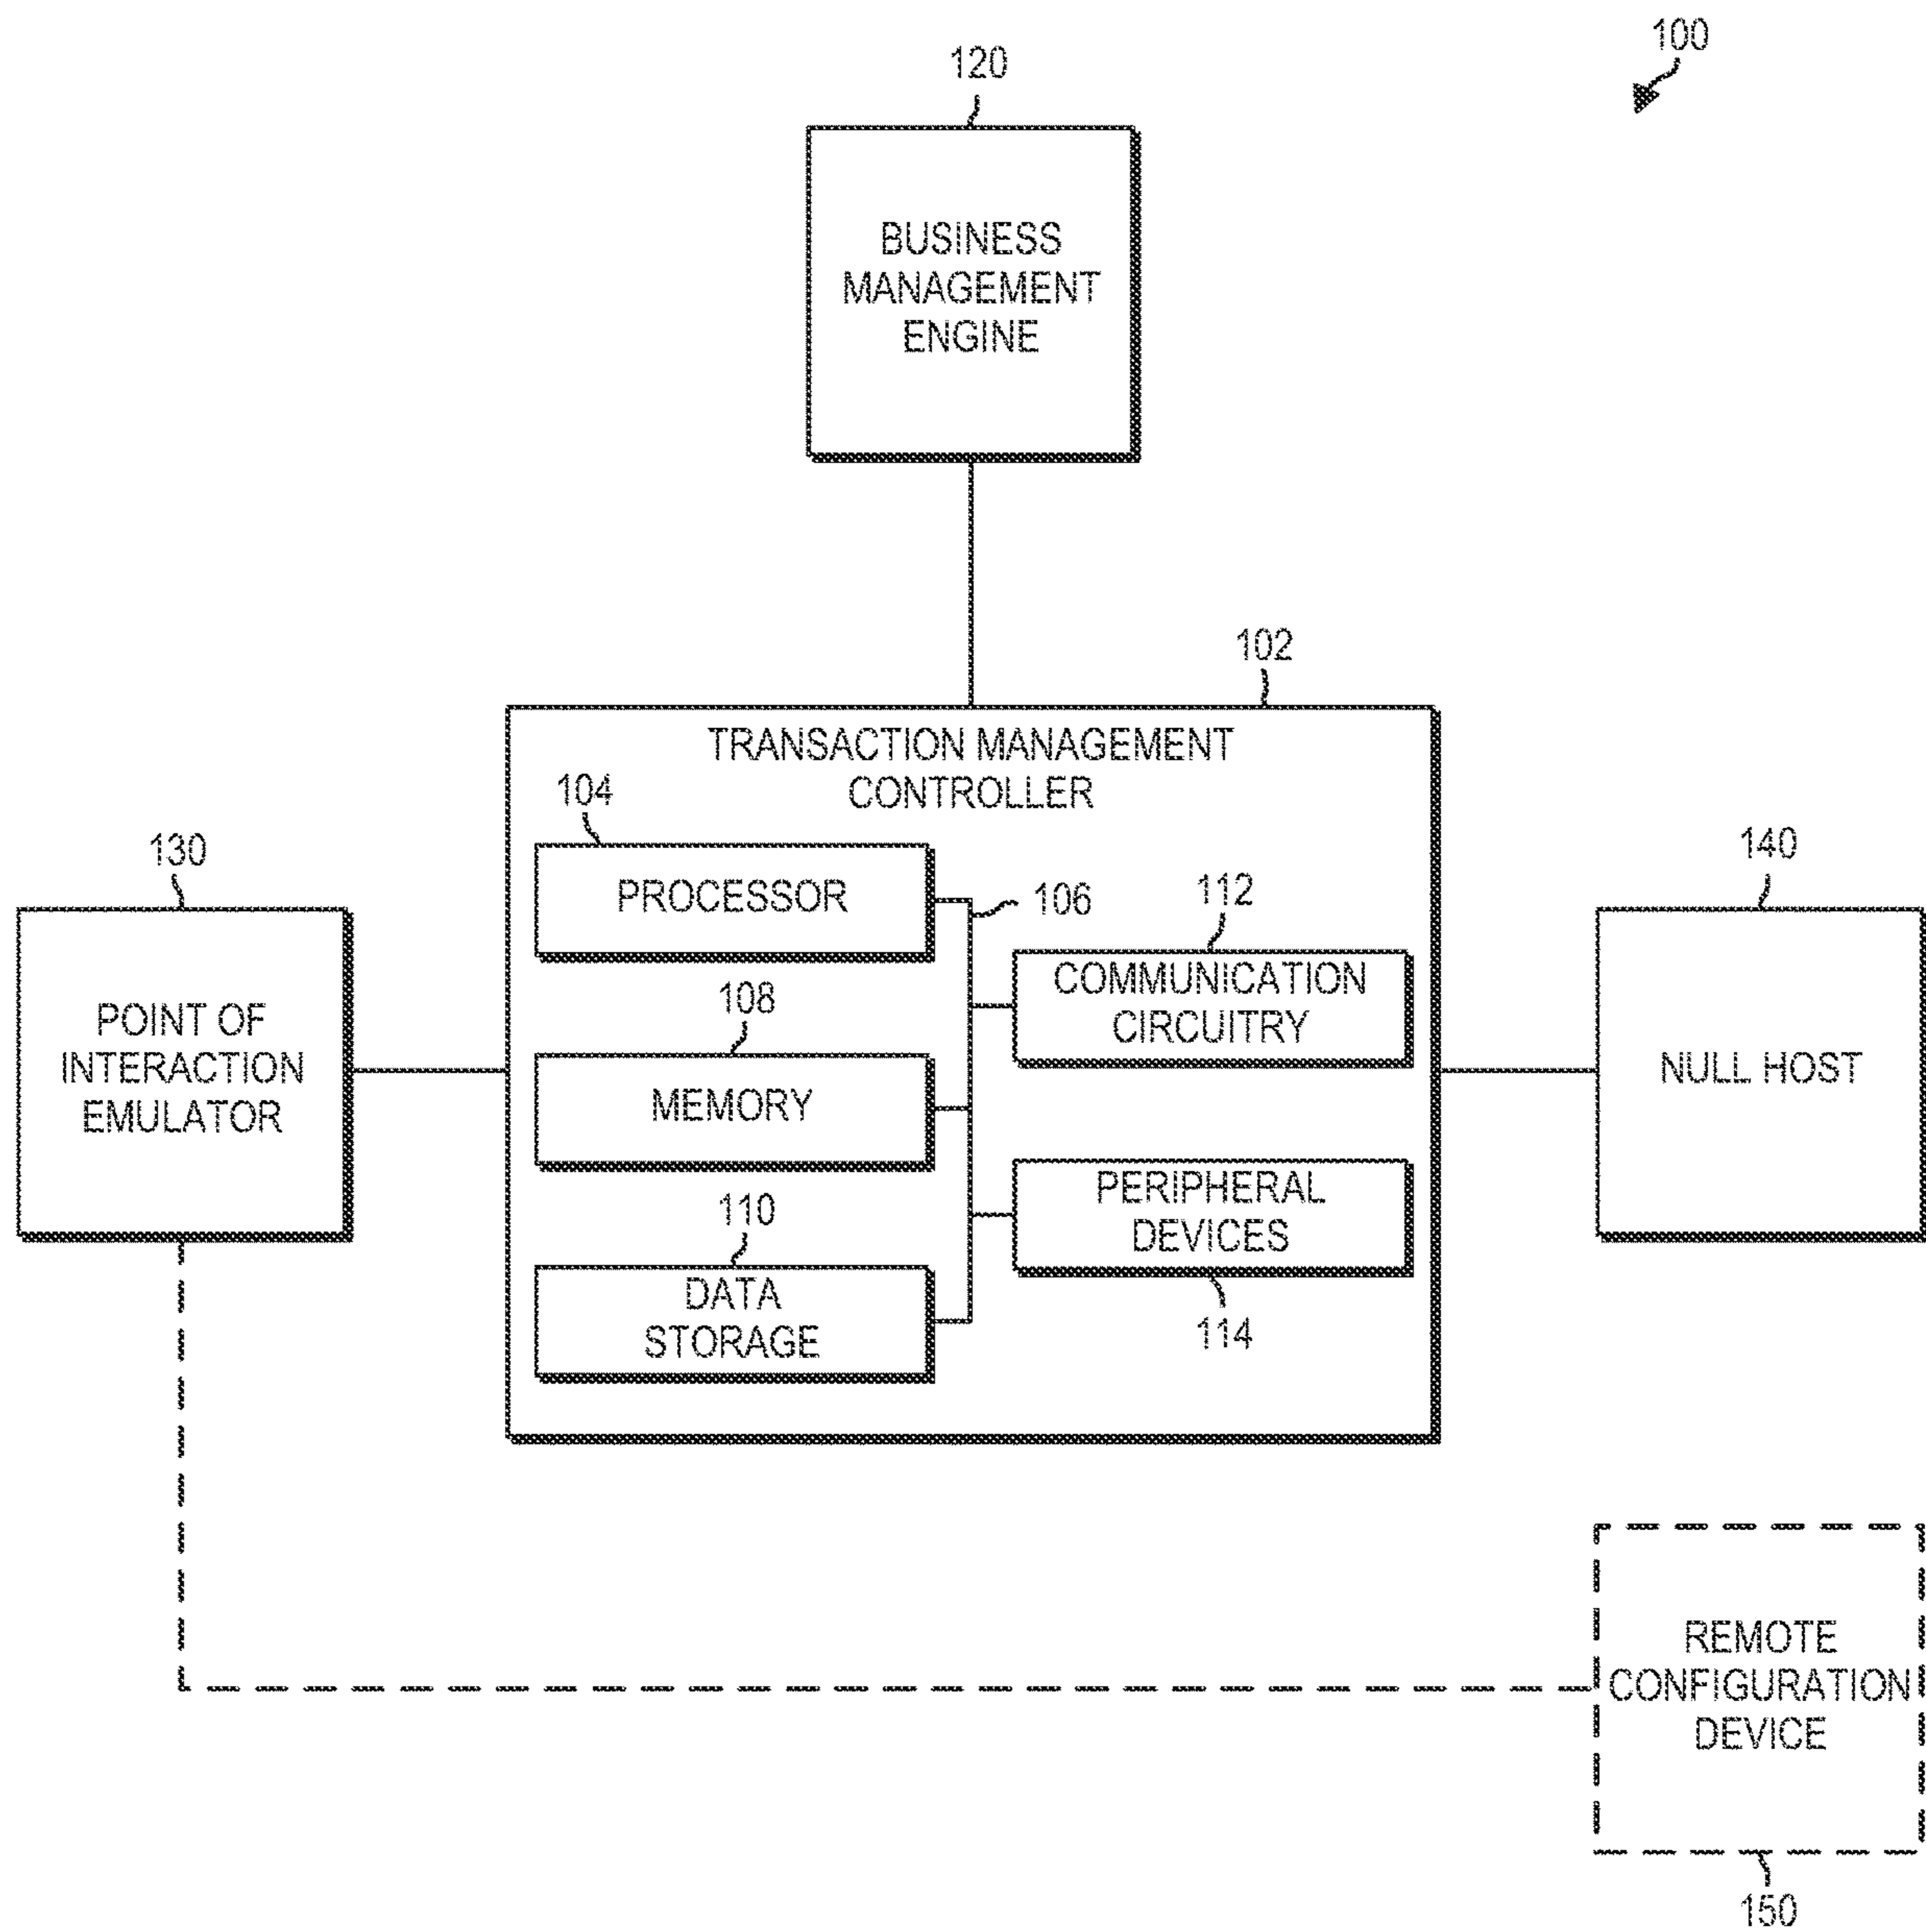 100
120
BUSINESS
MANAGEMENT
ENGINE
102
TRANSACTION MANAGEMENT
CONTROLLER
104
PROCESSOR
106
108
MEMORY
110
DATA
STORAGE
112
COMMUNICATION
CIRCUITRY
PERIPHERAL
DEVICES
114
130
POINT OF
INTERACTION
EMULATOR
140
NULL HOST
REMOTE
CONFIGURATION
DEVICE
150